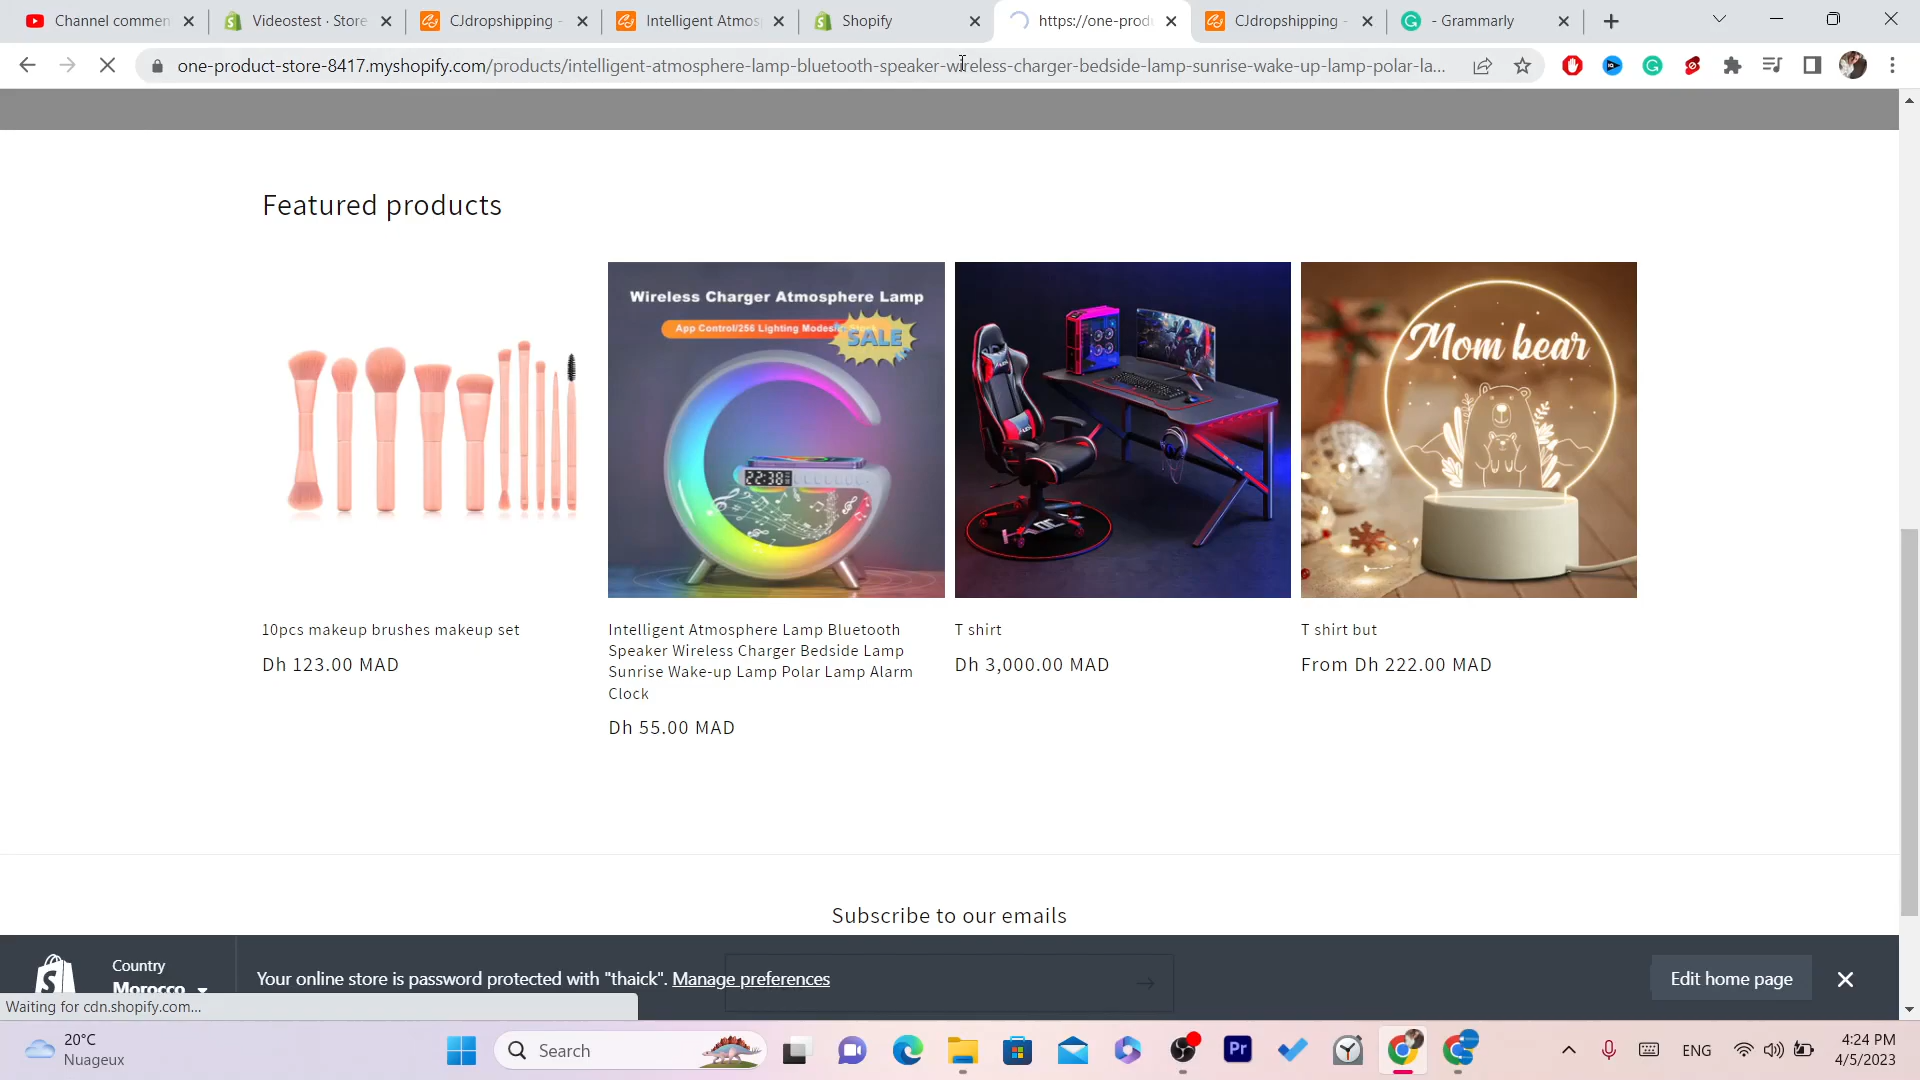 Channel commen
Videostest · Store
CJdropshipping -
Intelligent Atmos
Shopify
https://one-produ
CJdropshipping -
- Grammarly
one-product-store-8417.myshopify.com/products/intelligent-atmosphere-lamp-bluetooth-speaker-wireless-charger-bedside-lamp-sunrise-wake-up-lamp-polar-la...
Featured products
Wireless Charger Atmosphere Lamp
App Control/256 Lighting Modes
SALE
22:38
Mom bear
10pcs makeup brushes makeup set
Dh 123.00 MAD
Intelligent Atmosphere Lamp Bluetooth
Speaker Wireless Charger Bedside Lamp
Sunrise Wake-up Lamp Polar Lamp Alarm
Clock
Dh 55.00 MAD
T shirt
Dh 3,000.00 MAD
T shirt but
From Dh 222.00 MAD
Subscribe to our emails
Country
Morocco
Your online store is password protected with "thaick". Manage preferences
Edit home page
Waiting for cdn.shopify.com...
20°C
Nuageux
Search
Pr
ENG
4:24 PM
4/5/2023